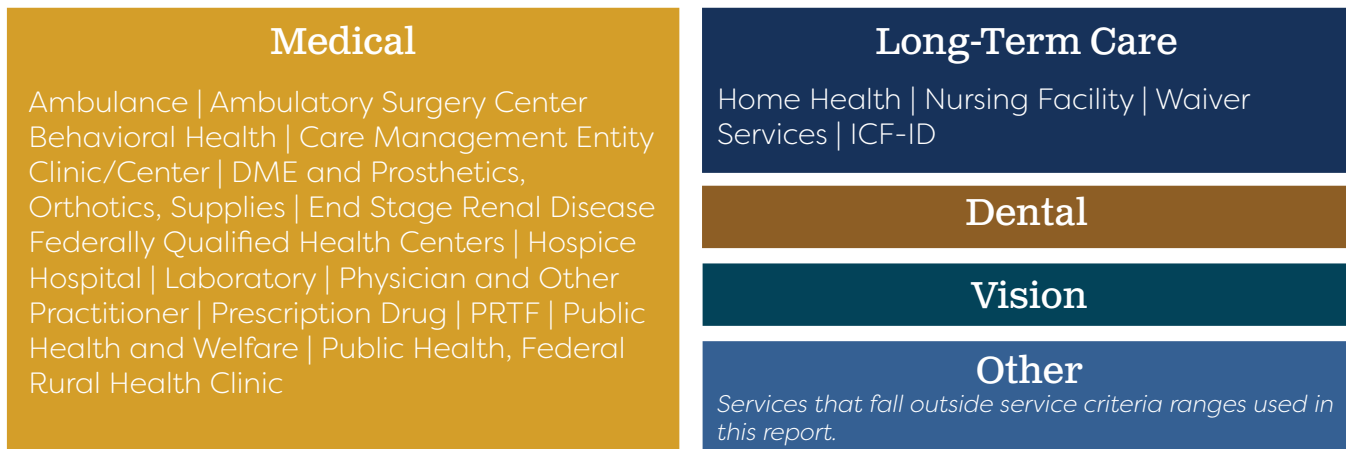 Medical
Ambulance | Ambulatory Surgery Center
Behavioral Health | Care Management Entity
Clinic/Center | DME and Prosthetics,
Orthotics, Supplies | End Stage Renal Disease
Federally Qualified Health Centers | Hospice
Hospital | Laboratory | Physician and Other
Practitioner | Prescription Drug | PRTF | Public
Health and Welfare | Public Health, Federal
Rural Health Clinic
Long-Term Care
Home Health | Nursing Facility | Waiver
Services | ICF-ID
Dental
Vision
Other
Services that fall outside service criteria ranges used in
this report.